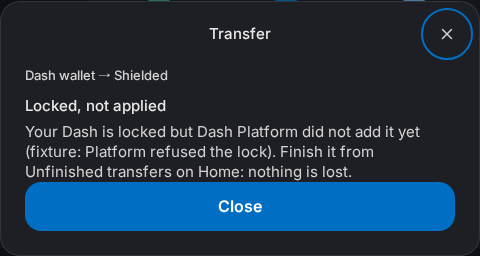 Transfer
Dash wallet → Shielded
Locked, not applied
Your Dash is locked but Dash Platform did not add it yet
(fixture: Platform refused the lock). Finish it from
Unfinished transfers on Home: nothing is lost.
Close